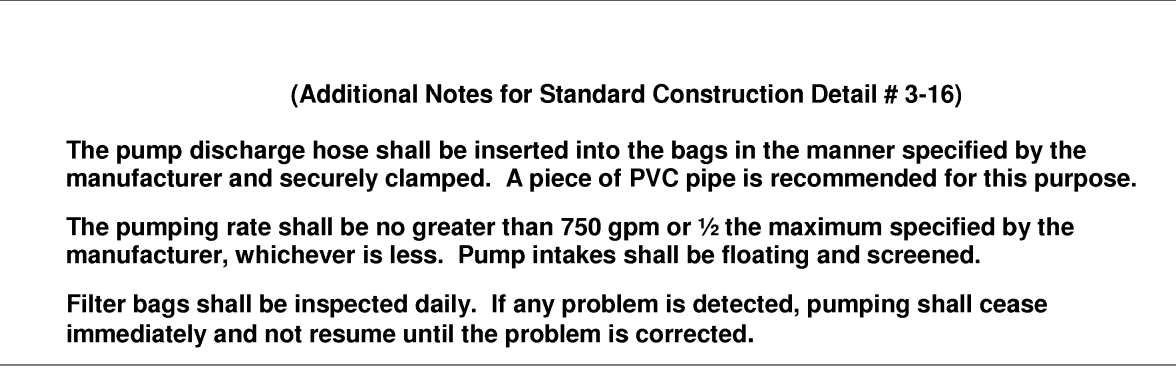 (Additional Notes for Standard Construction Detail # 3-16)
The pump discharge hose shall be inserted into the bags in the manner specified by the
manufacturer and securely clamped.  A piece of PVC pipe is recommended for this purpose.
The pumping rate shall be no greater than 750 gpm or ½ the maximum specified by the
manufacturer, whichever is less.  Pump intakes shall be floating and screened.
Filter bags shall be inspected daily.  If any problem is detected, pumping shall cease
immediately and not resume until the problem is corrected.